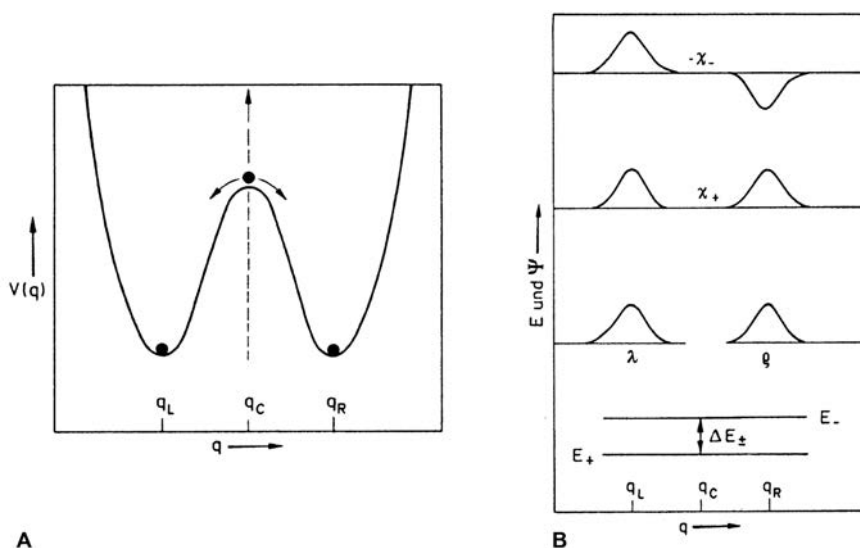 V(q)
q_L q_C q_R
q
A
-χ_-
χ_+
E und Ψ
λ ϱ
E_-
ΔE_±
E_+
q_L q_C q_R
q
B